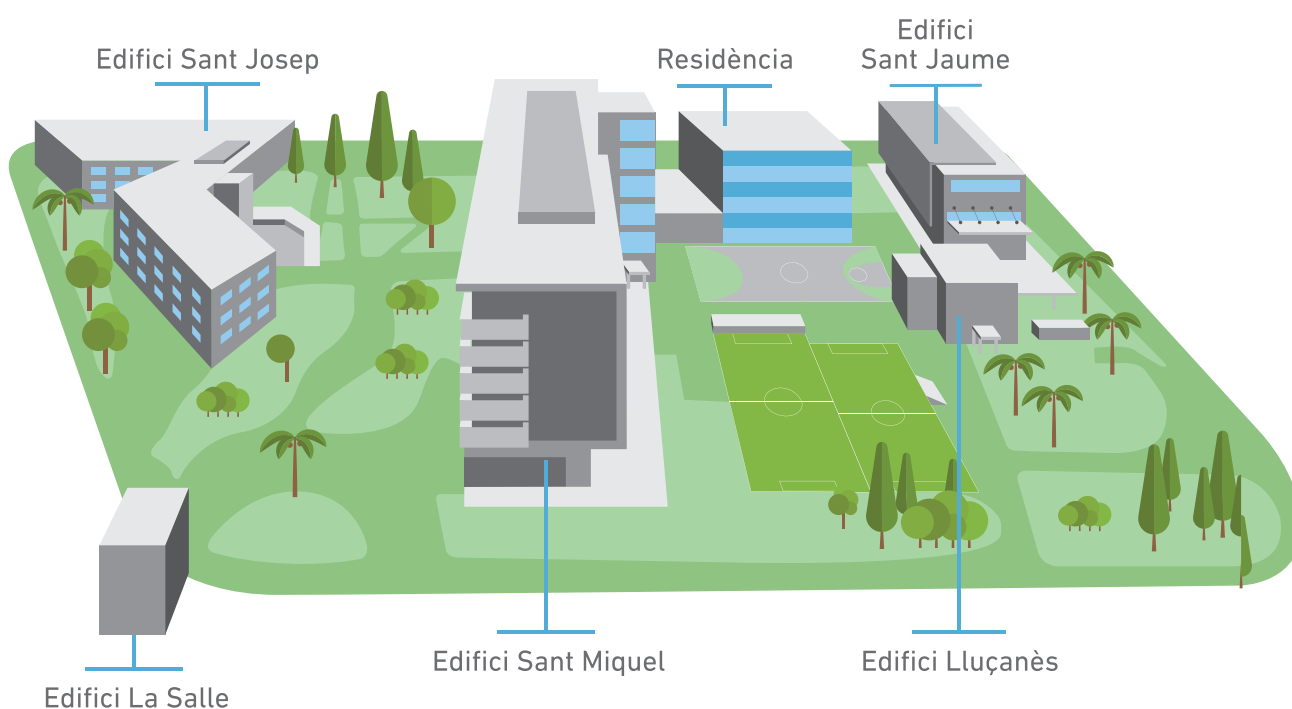 Edifici Sant Josep
Residència
Edifici
Sant Jaume
Edifici Sant Miquel
Edifici Lluçanès
Edifici La Salle